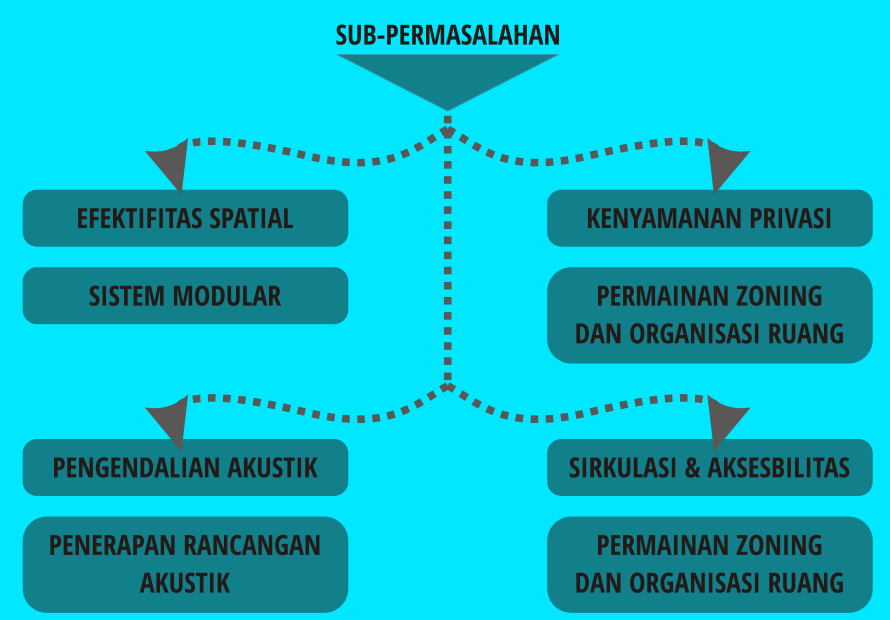 SUB-PERMASALAHAN
EFEKTIFITAS SPATIAL
SISTEM MODULAR
KENYAMANAN PRIVASI
PERMAINAN ZONING
DAN ORGANISASI RUANG
PENGENDALIAN AKUSTIK
PENERAPAN RANCANGAN
AKUSTIK
SIRKULASI & AKSESBILITAS
PERMAINAN ZONING
DAN ORGANISASI RUANG